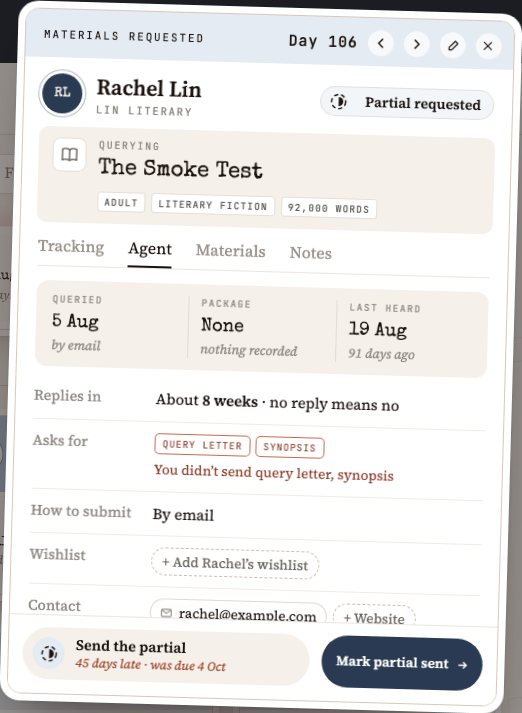 MATERIALS REQUESTED
Day 106
RL
Rachel Lin
LIN LITERARY
Partial requested
QUERYING
The Smoke Test
ADULT
LITERARY FICTION
92,000 WORDS
Tracking
Agent
Materials
Notes
QUERIED
5 Aug
by email
PACKAGE
None
nothing recorded
LAST HEARD
19 Aug
91 days ago
Replies in
About 8 weeks · no reply means no
Asks for
QUERY LETTER
SYNOPSIS
You didn’t send query letter, synopsis
How to submit
By email
Wishlist
+ Add Rachel’s wishlist
Contact
rachel@example.com
+ Website
Send the partial
45 days late · was due 4 Oct
Mark partial sent →